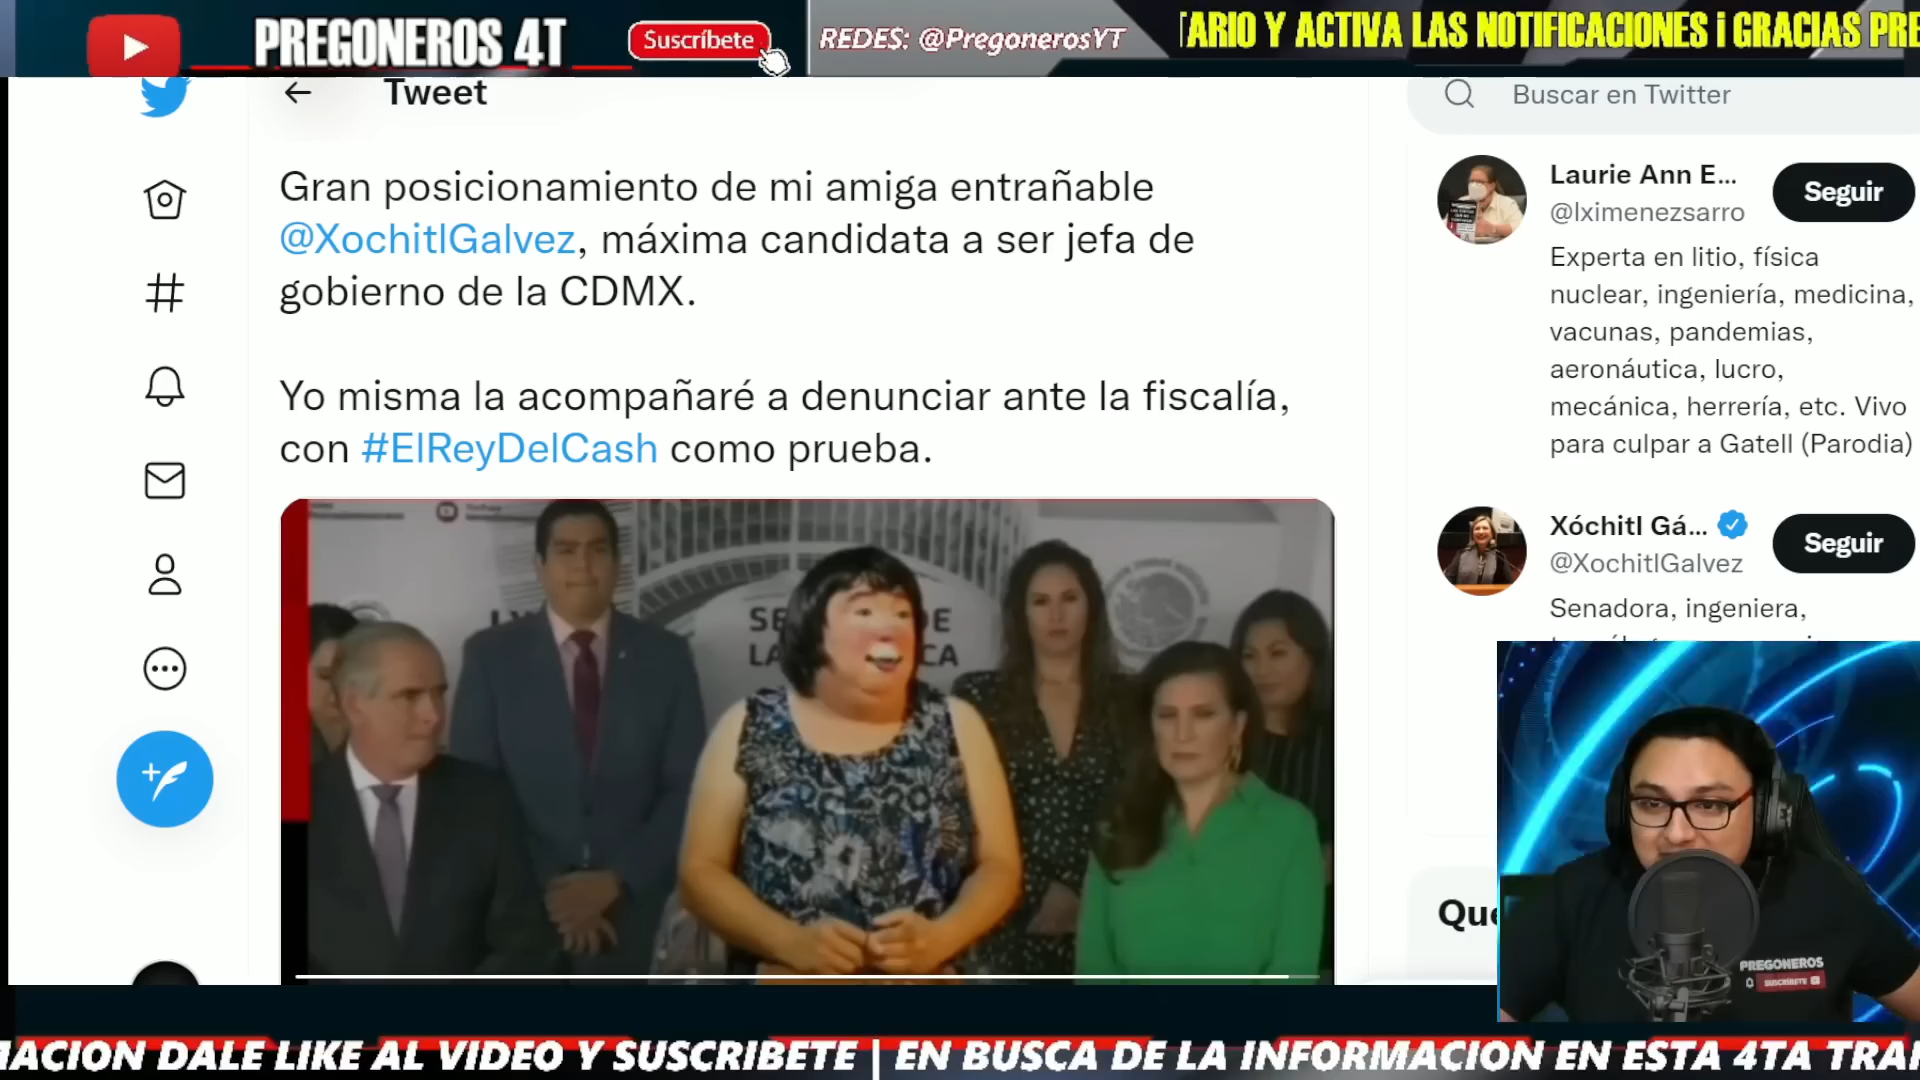 PREGONEROS 4T
Suscríbete
REDES: @PregonerosYT
TARIO Y ACTIVA LAS NOTIFICACIONES ¡ GRACIAS PRE
Tweet
Buscar en Twitter
Gran posicionamiento de mi amiga entrañable
@XochitlGalvez, máxima candidata a ser jefa de
gobierno de la CDMX.
Yo misma la acompañaré a denunciar ante la fiscalía,
con #ElReyDelCash como prueba.
Laurie Ann E...
@lximenezsarro
Seguir
Experta en litio, física
nuclear, ingeniería, medicina,
vacunas, pandemias,
aeronáutica, lucro,
mecánica, herrería, etc. Vivo
para culpar a Gatell (Parodia)
Xóchitl Gá...
@XochitlGalvez
Seguir
Senadora, ingeniera,
Que
PREGONEROS
SUSCRÍBETE
MACION DALE LIKE AL VIDEO Y SUSCRIBETE | EN BUSCA DE LA INFORMACION EN ESTA 4TA TRA